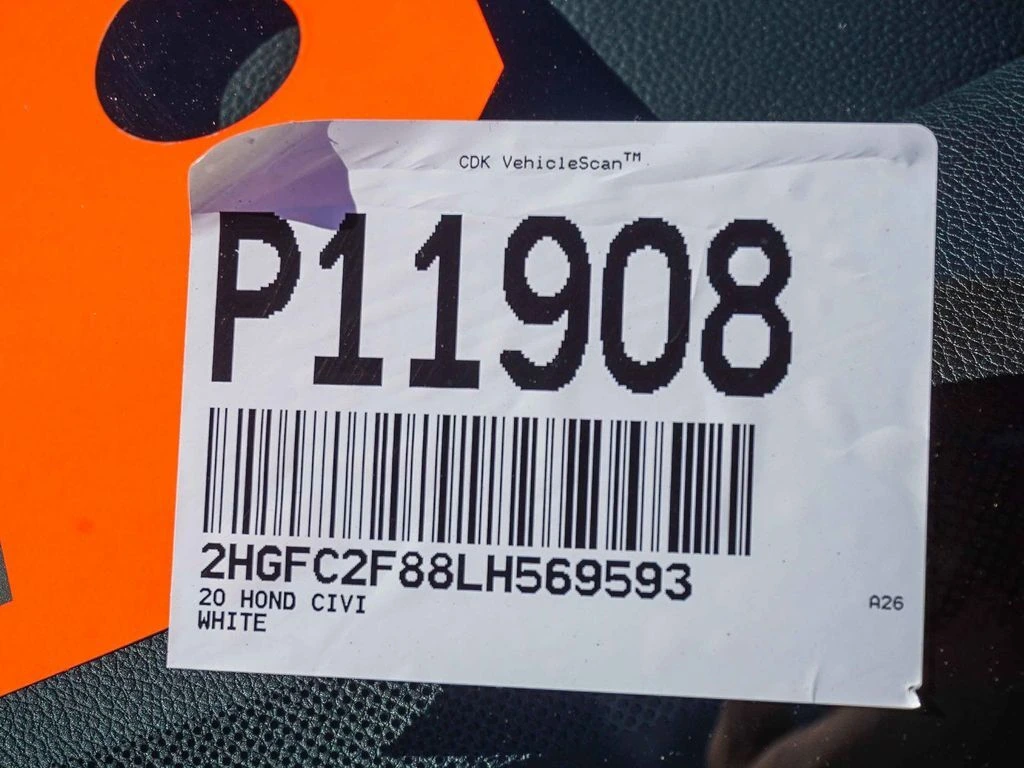 CDK VehicleScan™
P11908
2HGFC2F88LH569593
20 HOND CIVI
WHITE
A26